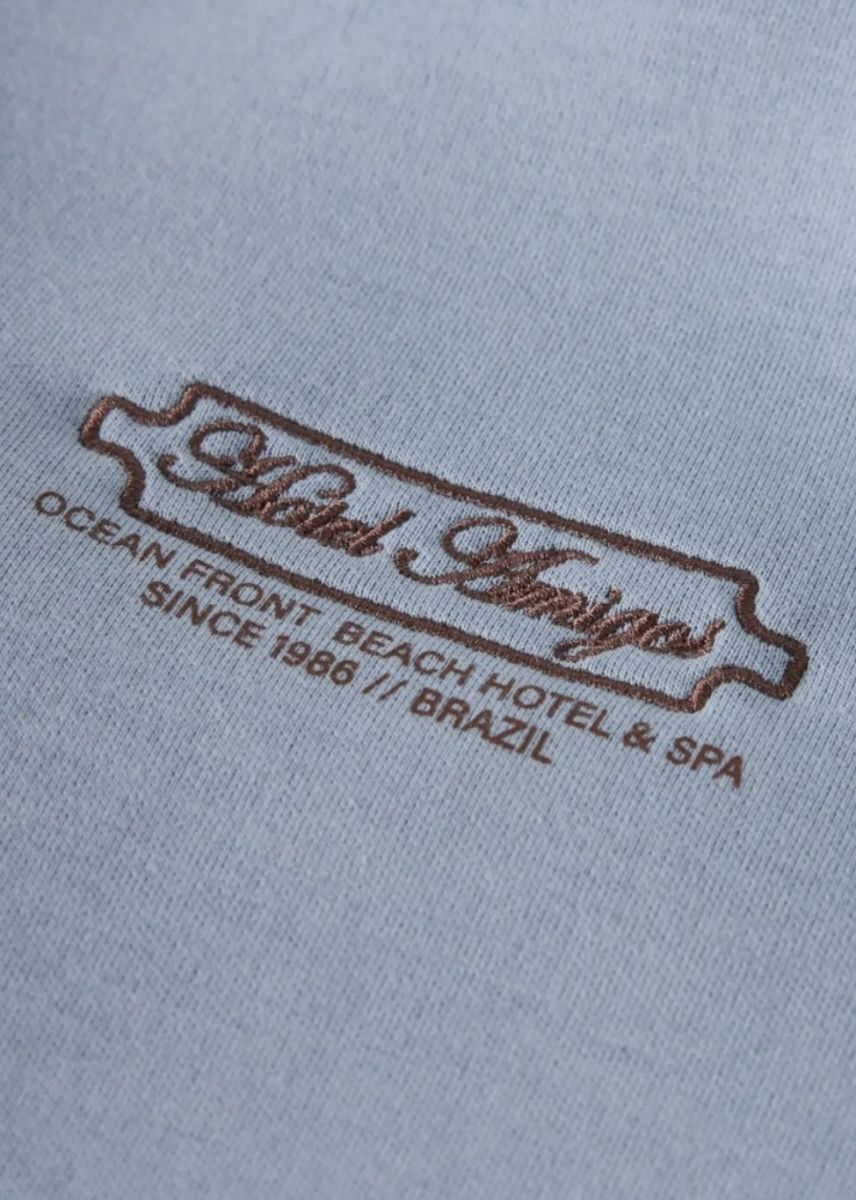 Hotel Amigos
OCEAN FRONT BEACH HOTEL & SPA
SINCE 1986 // BRAZIL